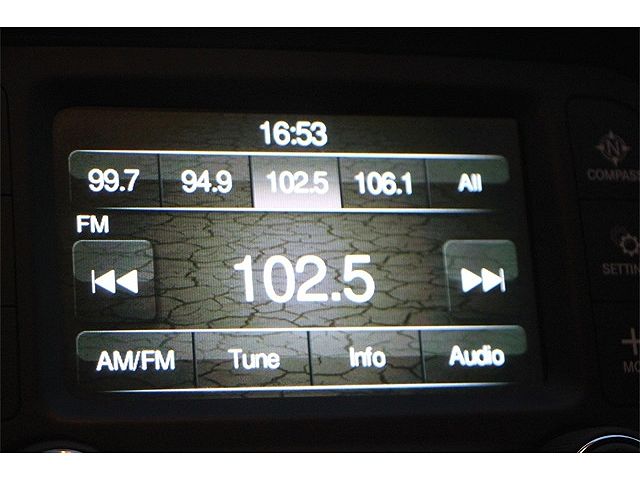 16:53
99.7 94.9 102.5 106.1 All
FM
102.5
AM/FM Tune Info Audio
N
COMPASS